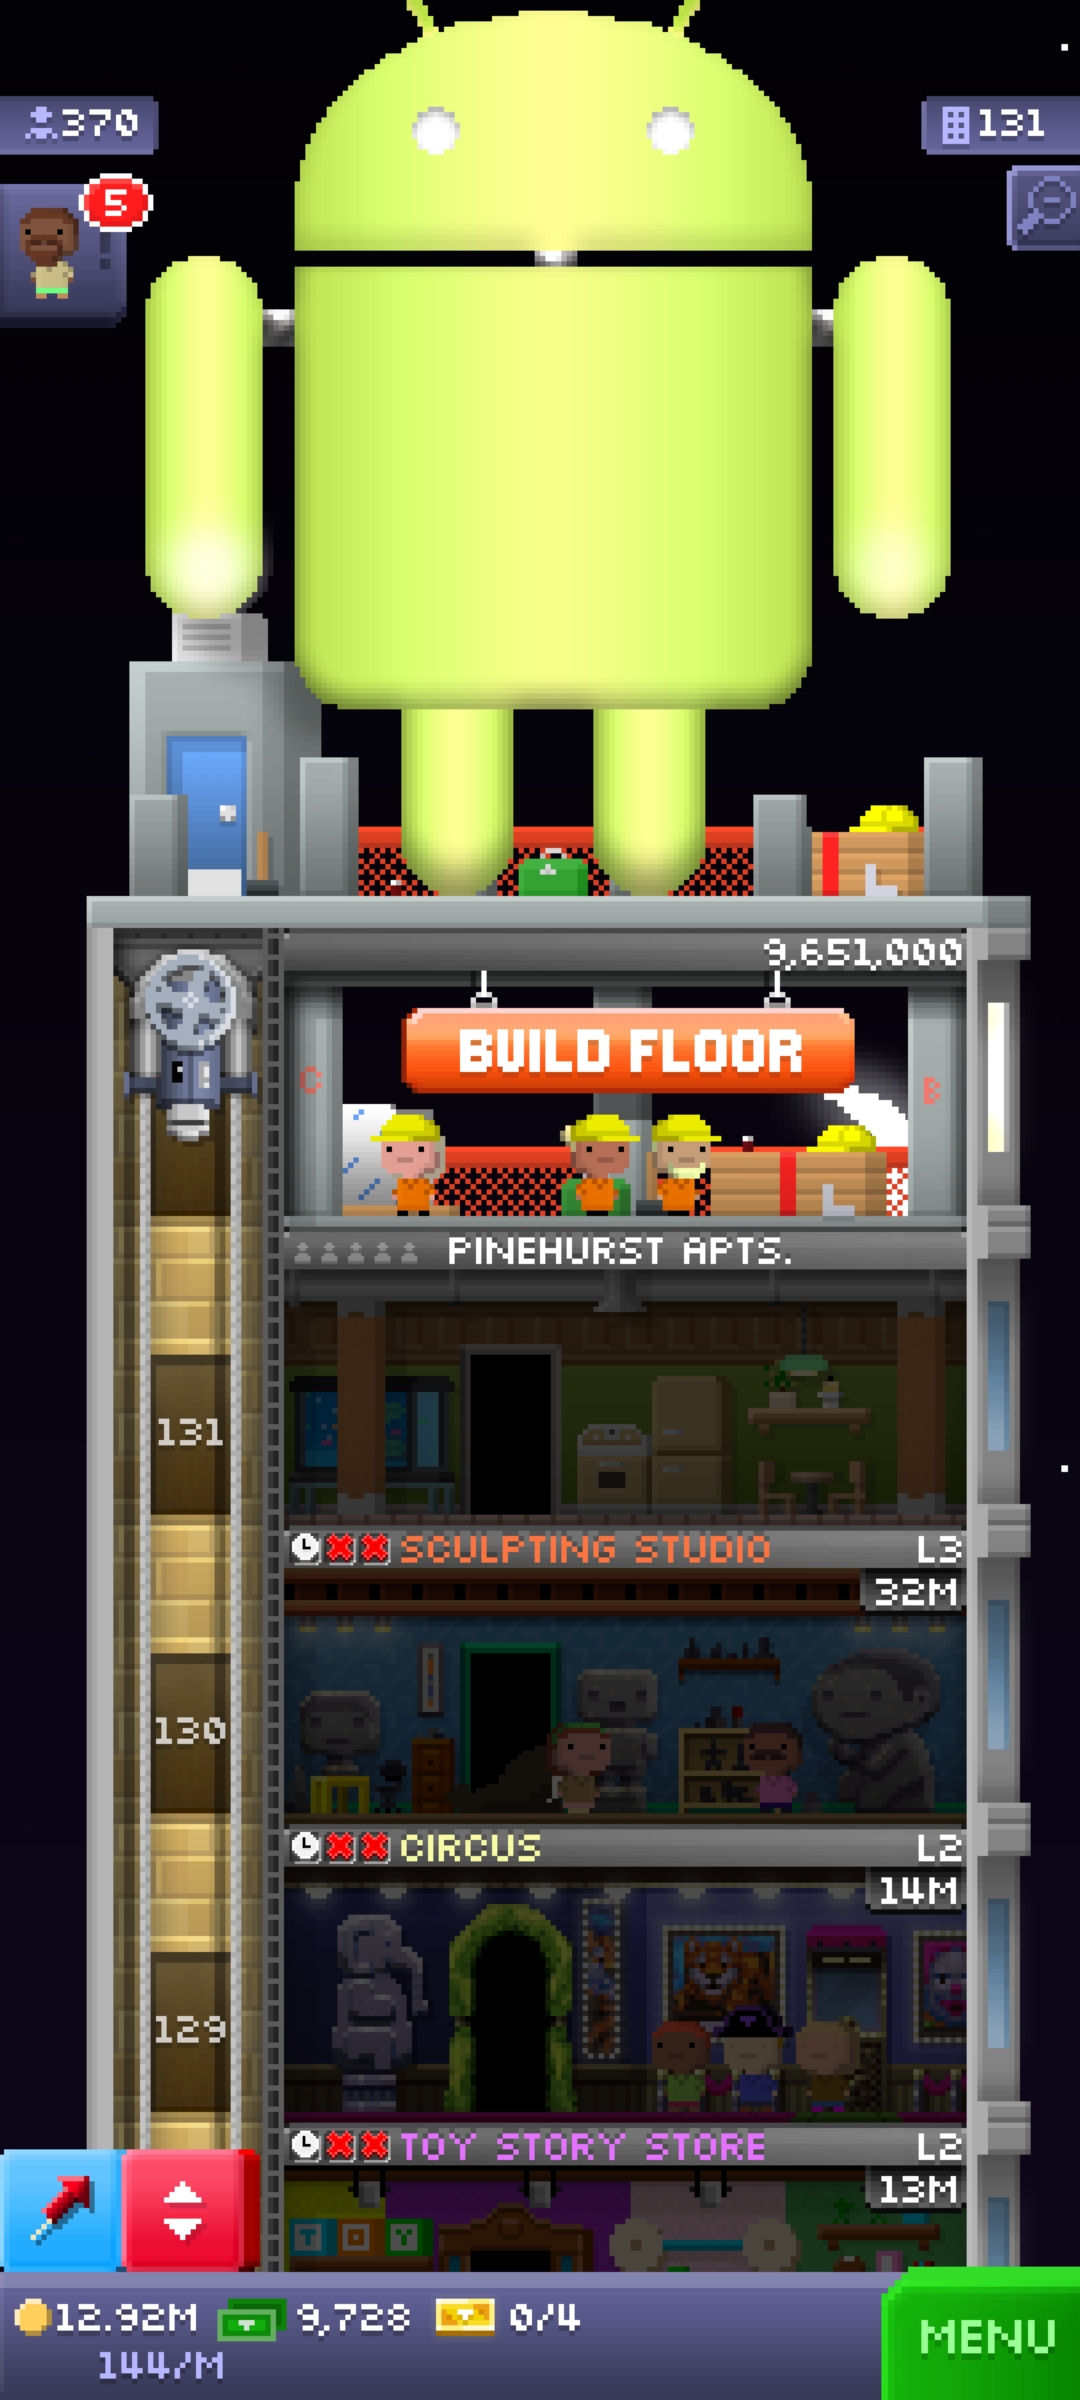 370
131
5
9,651,000
BUILD FLOOR
C
B
PINEHURST APTS.
131
SCULPTING STUDIO L3
32M
130
CIRCUS L2
14M
129
TOY STORY STORE L2
13M
T O Y
12.92M 9,728 0/4
144/M
MENU